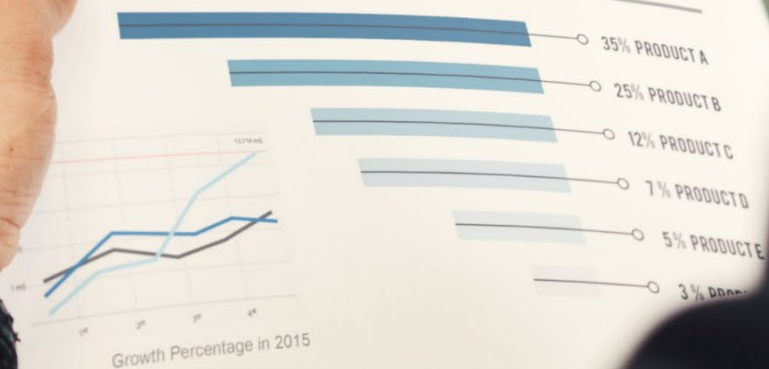 35% PRODUCT A
25% PRODUCT B
12% PRODUCT C
7% PRODUCT D
5% PRODUCT E
3%
Growth Percentage in 2015